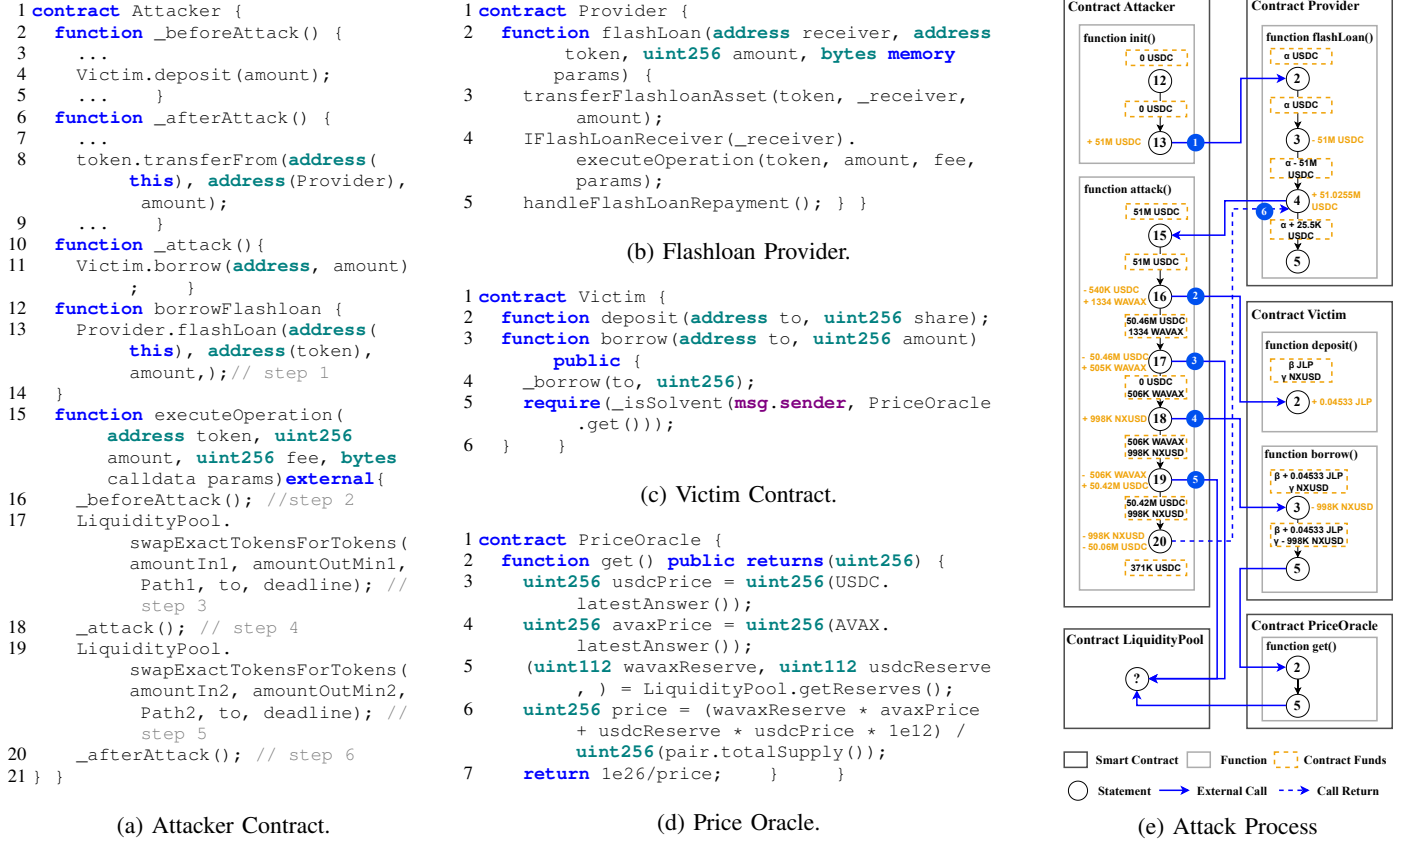 1 contract Attacker {
2 function _beforeAttack() {
3 ...
4 Victim.deposit(amount);
5 ... }
6 function _afterAttack() {
7 ...
8 token.transferFrom(address(
this), address(Provider),
amount);
9 ... }
10 function _attack(){
11 Victim.borrow(address, amount)
; }
12 function borrowFlashloan {
13 Provider.flashLoan(address(
this), address(token),
amount,);// step 1
14 }
15 function executeOperation(
address token, uint256
amount, uint256 fee, bytes
calldata params)external{
16 _beforeAttack(); //step 2
17 LiquidityPool.
swapExactTokensForTokens(
amountIn1, amountOutMin1,
Path1, to, deadline); //
step 3
18 _attack(); // step 4
19 LiquidityPool.
swapExactTokensForTokens(
amountIn2, amountOutMin2,
Path2, to, deadline); //
step 5
20 _afterAttack(); // step 6
21 } }
(a) Attacker Contract.
1 contract Provider {
2 function flashLoan(address receiver, address
token, uint256 amount, bytes memory
params) {
3 transferFlashloanAsset(token, _receiver,
amount);
4 IFlashLoanReceiver(_receiver).
executeOperation(token, amount, fee,
params);
5 handleFlashLoanRepayment(); } }
(b) Flashloan Provider.
1 contract Victim {
2 function deposit(address to, uint256 share);
3 function borrow(address to, uint256 amount)
public {
4 _borrow(to, uint256);
5 require(_isSolvent(msg.sender, PriceOracle
.get()));
6 } }
(c) Victim Contract.
1 contract PriceOracle {
2 function get() public returns(uint256) {
3 uint256 usdcPrice = uint256(USDC.
latestAnswer());
4 uint256 avaxPrice = uint256(AVAX.
latestAnswer());
5 (uint112 wavaxReserve, uint112 usdcReserve
, ) = LiquidityPool.getReserves();
6 uint256 price = (wavaxReserve * avaxPrice
+ usdcReserve * usdcPrice * 1e12) /
uint256(pair.totalSupply());
7 return 1e26/price; } }
(d) Price Oracle.
Contract Attacker
function init()
0 USDC
12
0 USDC
+ 51M USDC 13 1
function attack()
51M USDC
15
51M USDC
- 540K USDC
+ 1334 WAVAX
16 2
50.46M USDC
1334 WAVAX
- 50.46M USDC
+ 505K WAVAX
17 3
0 USDC
506K WAVAX
+ 998K NXUSD 18 4
506K WAVAX
998K NXUSD
- 506K WAVAX
+ 50.42M USDC
19 5
50.42M USDC
998K NXUSD
- 998K NXUSD
- 50.06M USDC
20
371K USDC
Contract LiquidityPool
?
Contract Provider
function flashLoan()
α USDC
2
α USDC
3 - 51M USDC
α - 51M
USDC
4 + 51.0255M
USDC
6
α + 25.5K
USDC
5
Contract Victim
function deposit()
β JLP
γ NXUSD
2 + 0.04533 JLP
function borrow()
β + 0.04533 JLP
γ NXUSD
3 - 998K NXUSD
β + 0.04533 JLP
γ - 998K NXUSD
5
Contract PriceOracle
function get()
2
5
Smart Contract Function Contract Funds
Statement External Call Call Return
(e) Attack Process